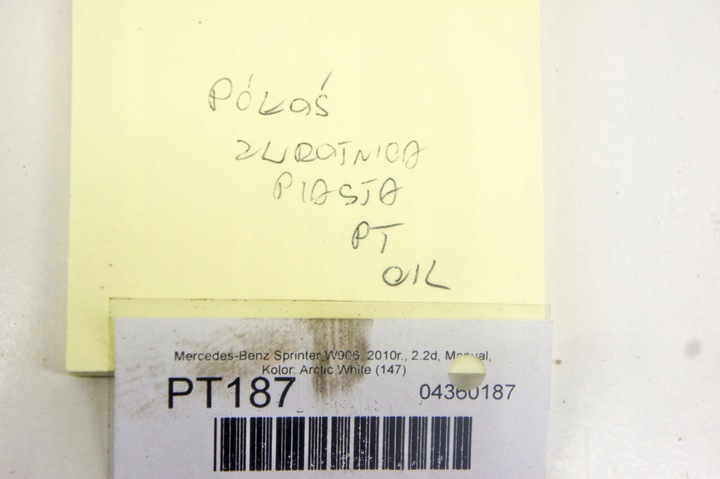 PÓŁOŚ
ZWROTNICA
PIASTA
PT
OIL
Mercedes-Benz Sprinter W906, 2010r., 2.2d, Manual,
Kolor: Arctic White (147)
PT187 04360187